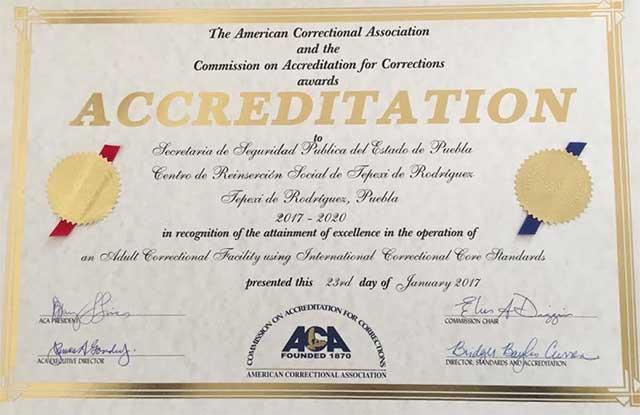 The American Correctional Association
and the
Commission on Accreditation for Corrections
awards
ACCREDITATION
to
Secretaria de Seguridad Publica del Estado de Puebla
Centro de Reinserción Social de Tepexi de Rodríguez
Tepexi de Rodríguez, Puebla
2017 - 2020
in recognition of the attainment of excellence in the operation of
an Adult Correctional Facility using International Correctional Core Standards
presented this 23rd day of January 2017
ACA PRESIDENT
COMMISSION CHAIR
ACA EXECUTIVE DIRECTOR
DIRECTOR, STANDARDS AND ACCREDITATION
COMMISSION ON ACCREDITATION FOR CORRECTIONS
ACA
FOUNDED 1870
AMERICAN CORRECTIONAL ASSOCIATION